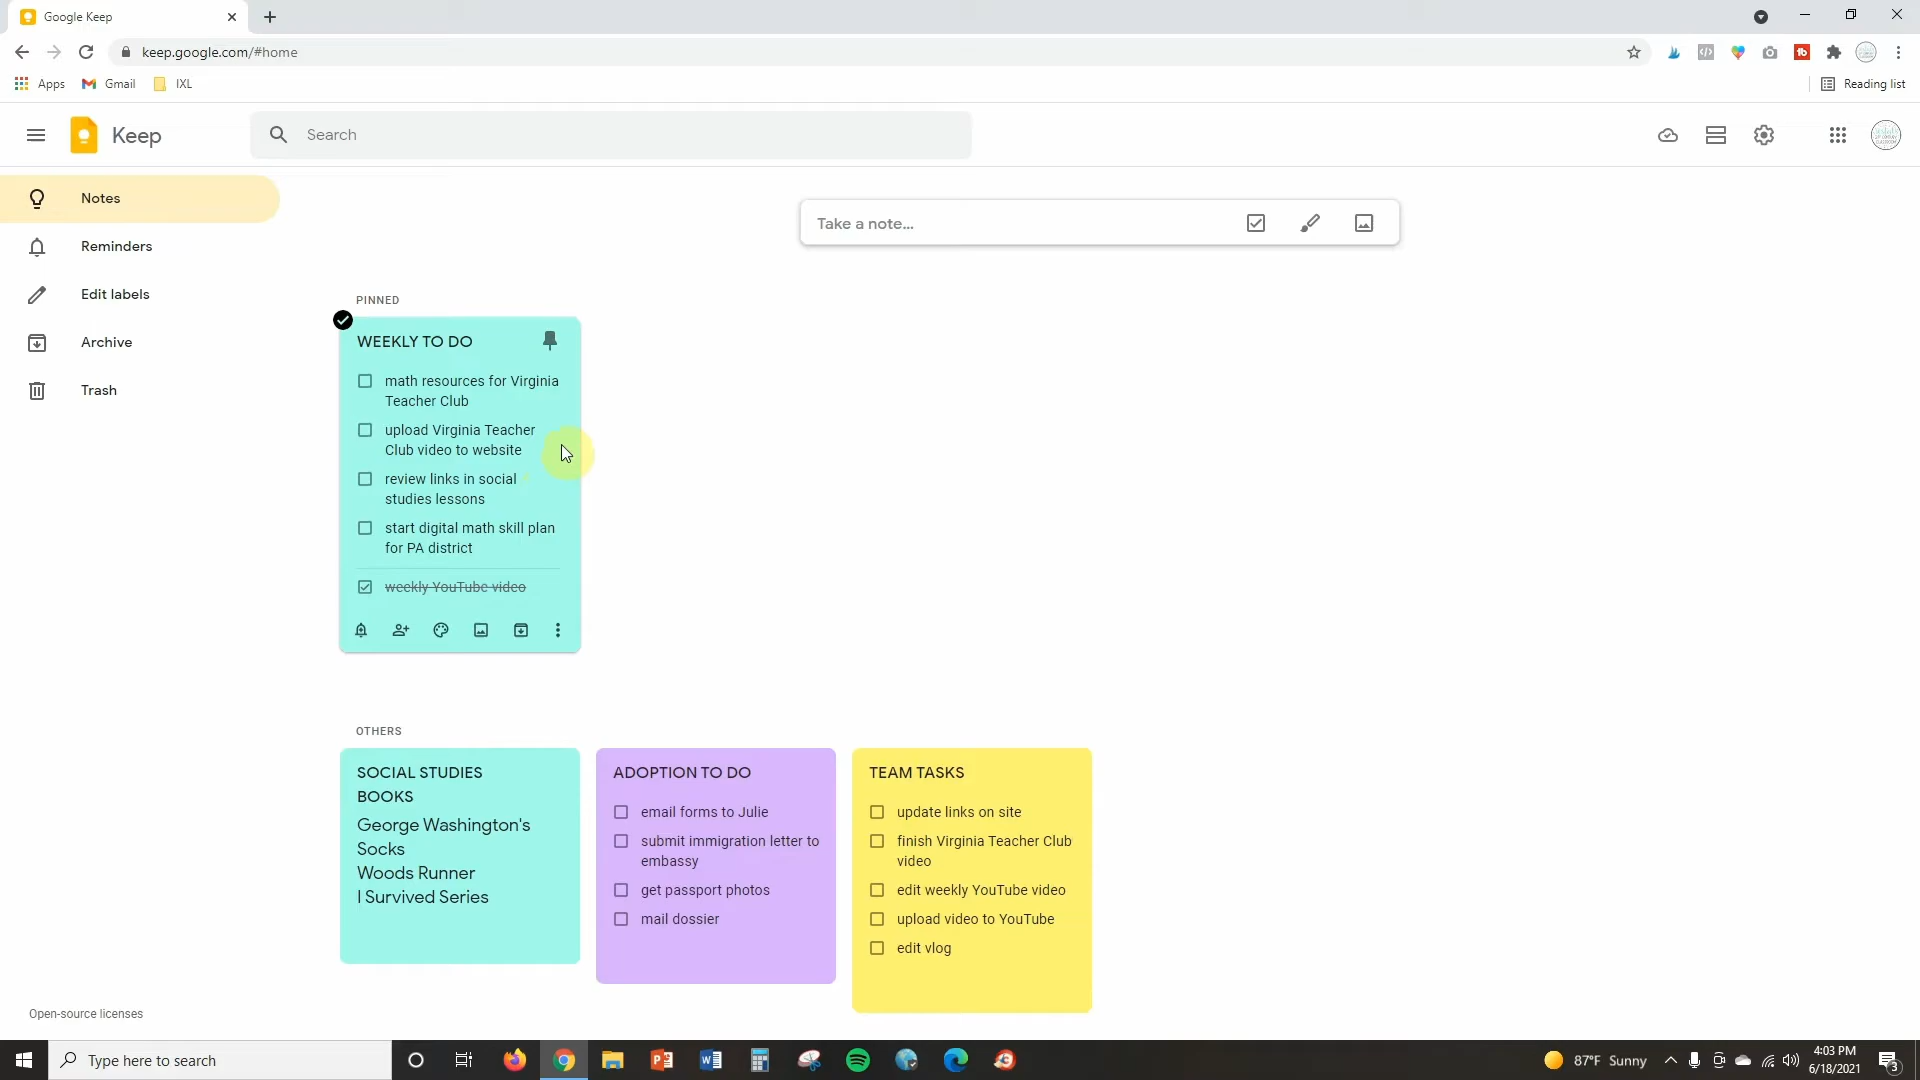 Google Keep
keep.google.com/#home
Apps
Gmail
IXL
Reading list
Keep
Search
Notes
Reminders
Edit labels
Archive
Trash
Take a note...
PINNED
WEEKLY TO DO
math resources for Virginia
Teacher Club
upload Virginia Teacher
Club video to website
review links in social
studies lessons
start digital math skill plan
for PA district
weekly YouTube video
OTHERS
SOCIAL STUDIES
BOOKS
George Washington's
Socks
Woods Runner
I Survived Series
ADOPTION TO DO
email forms to Julie
submit immigration letter to
embassy
get passport photos
mail dossier
TEAM TASKS
update links on site
finish Virginia Teacher Club
video
edit weekly YouTube video
upload video to YouTube
edit vlog
Open-source licenses
Type here to search
87°F Sunny
4:03 PM
6/18/2021
3